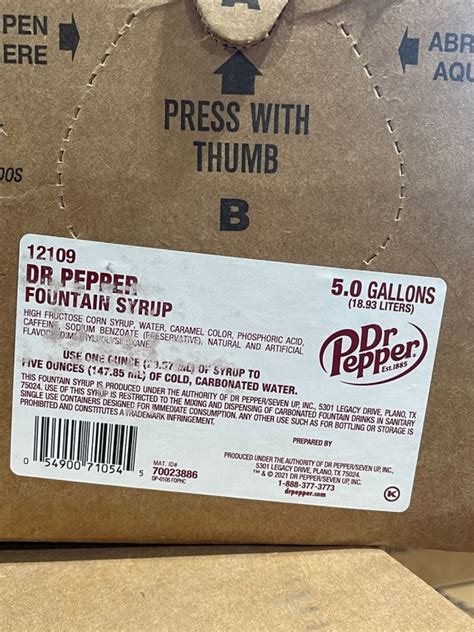 PEN
ERE
ABR
AQU
PRESS WITH
THUMB
B
DOS
12109
DR PEPPER
FOUNTAIN SYRUP
5.0 GALLONS
(18.93 LITERS)
HIGH FRUCTOSE CORN SYRUP, WATER, CARAMEL COLOR, PHOSPHORIC ACID,
CAFFEINE, SODIUM BENZOATE (PRESERVATIVE), NATURAL AND ARTIFICIAL
Dr
Pepper
EST. 1885
USE ONE OUNCE OF SYRUP TO
FIVE OUNCES (147.85 mL) OF COLD, CARBONATED WATER.
THIS FOUNTAIN SYRUP IS PRODUCED UNDER THE AUTHORITY OF DR PEPPER/SEVEN UP, INC., 5301 LEGACY DRIVE, PLANO, TX
75024. USE OF THIS SYRUP IS RESTRICTED TO THE MIXING AND DISPENSING OF CARBONATED FOUNTAIN DRINKS IN SANITARY
SINGLE USE CONTAINERS DESIGNED FOR IMMEDIATE CONSUMPTION. ANY OTHER USE SUCH AS FOR BOTTLING OR STORAGE IS
PROHIBITED AND CONSTITUTES A TRADEMARK INFRINGEMENT.
PREPARED BY
0 54900 71054 5
MAT. ID#
70023886
DP-0105 FDPHC
PRODUCED UNDER THE AUTHORITY OF DR PEPPER/SEVEN UP, INC.
5301 LEGACY DRIVE, PLANO, TX 75024.
™ & © 2021 DR PEPPER/SEVEN UP, INC.
1-888-377-3773
drpepper.com
K